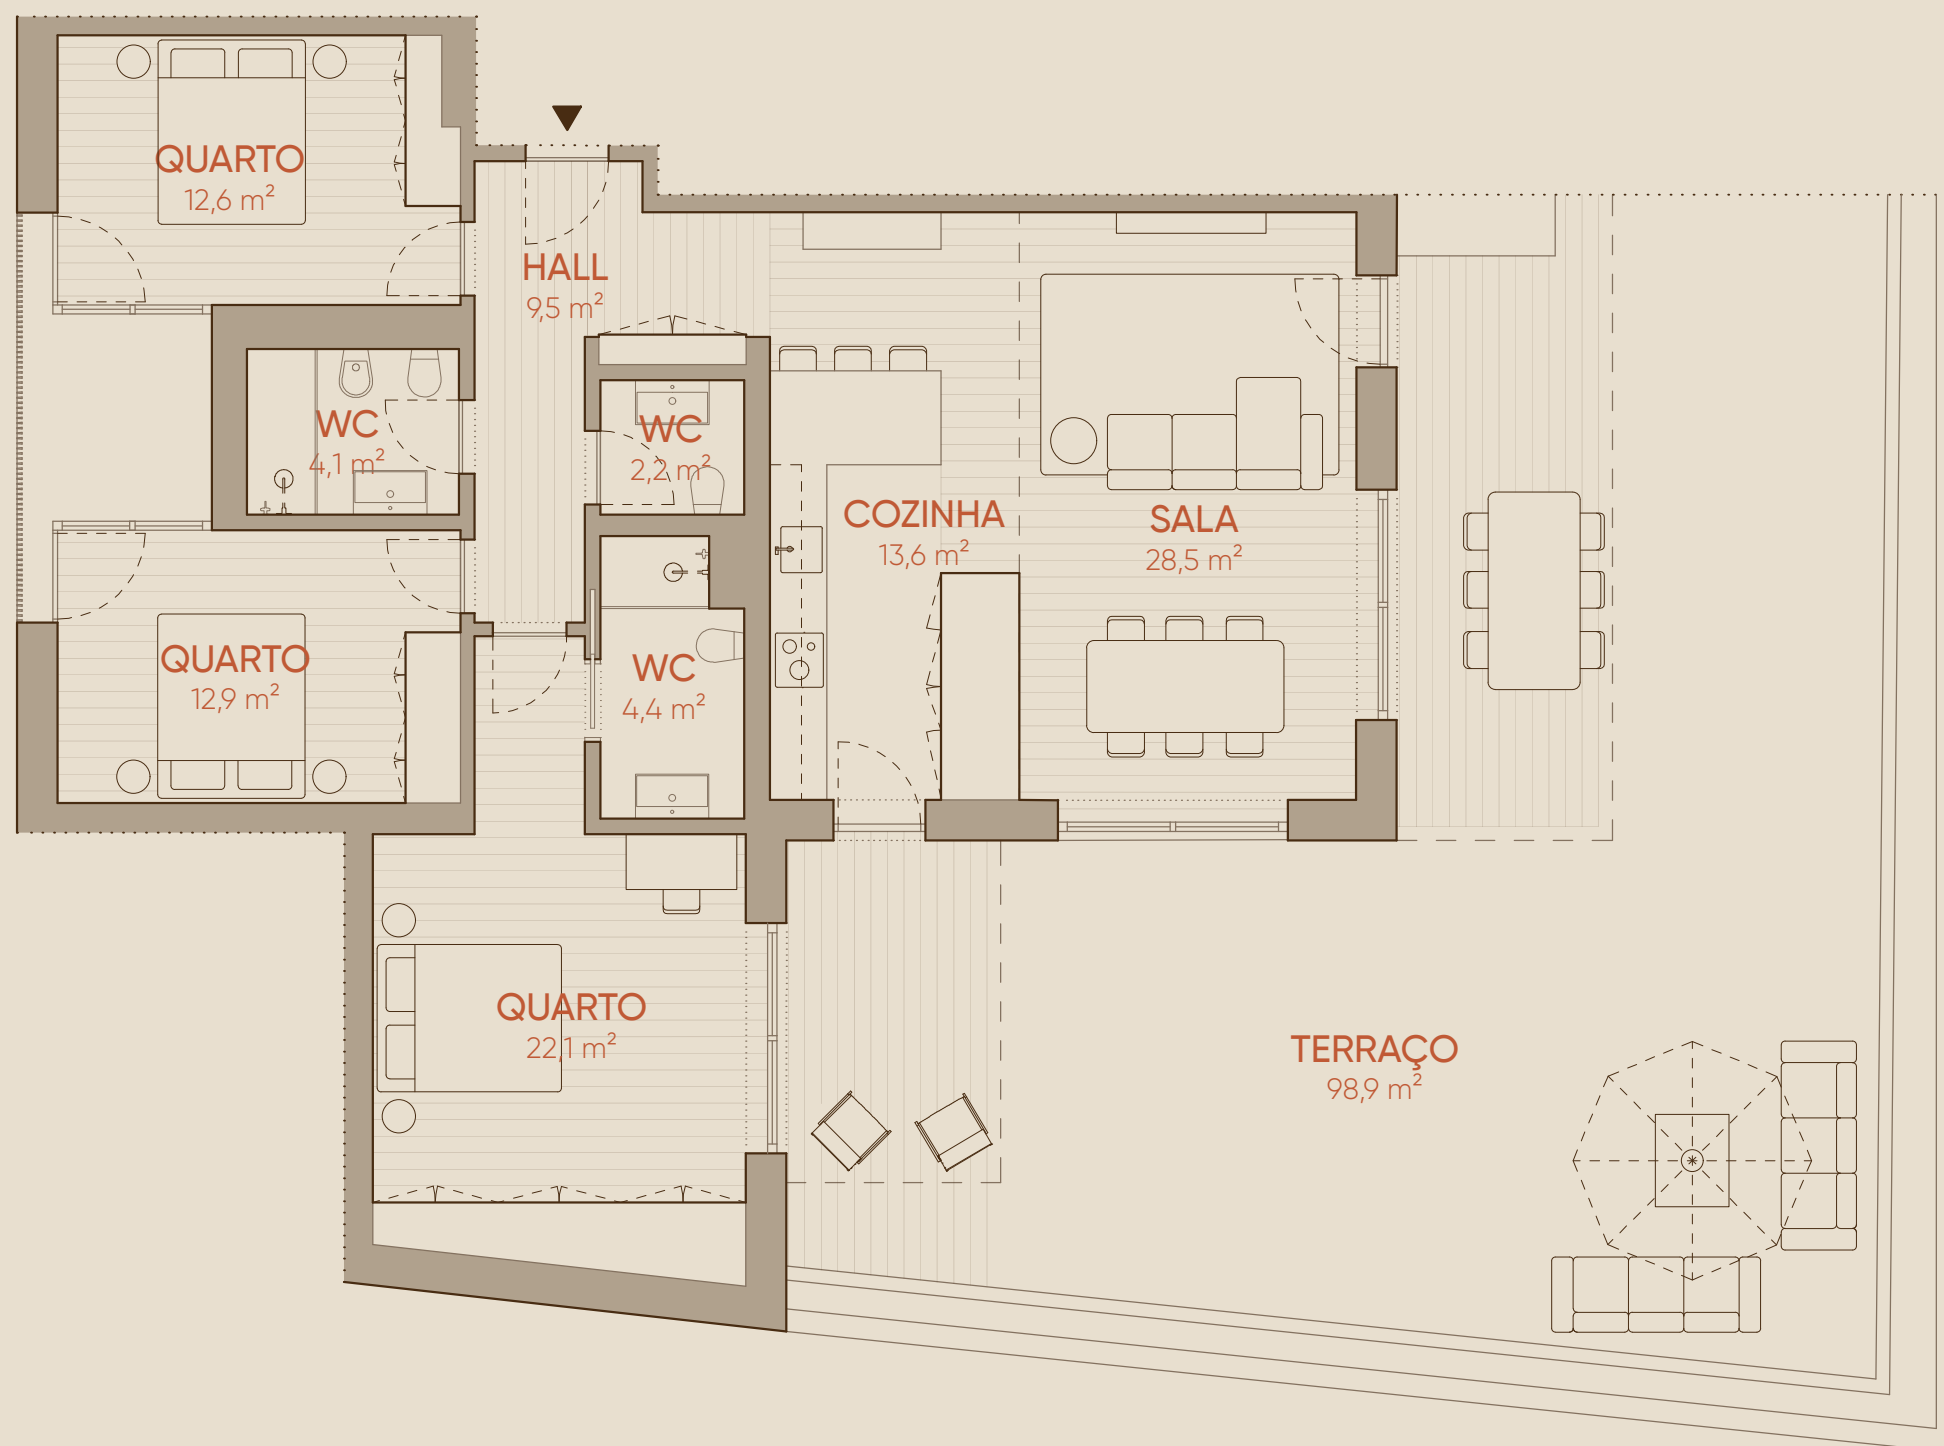 QUARTO
12,6 m²
HALL
9,5 m²
WC
4,1 m²
WC
2,2 m²
COZINHA
13,6 m²
SALA
28,5 m²
QUARTO
12,9 m²
WC
4,4 m²
QUARTO
22,1 m²
TERRAÇO
98,9 m²